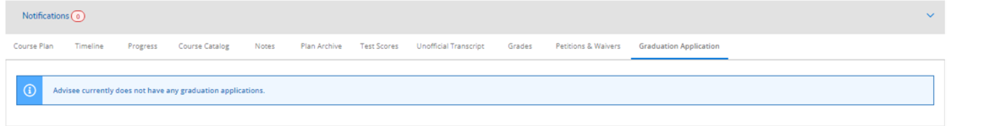 Notifications 0
Course Plan Timeline Progress Course Catalog Notes Plan Archive Test Scores Unofficial Transcript Grades Petitions & Waivers Graduation Application
Advisee currently does not have any graduation applications.